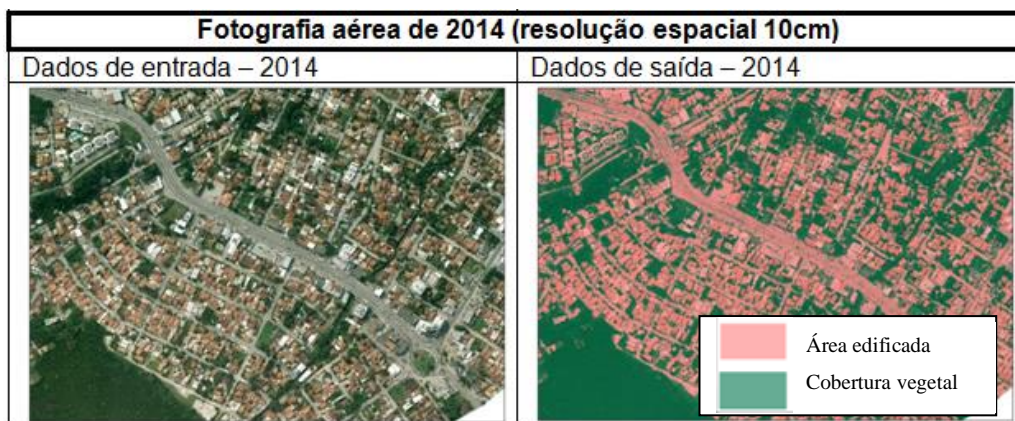 Fotografia aérea de 2014 (resolução espacial 10cm)
Dados de entrada – 2014
Dados de saída – 2014
Área edificada
Cobertura vegetal